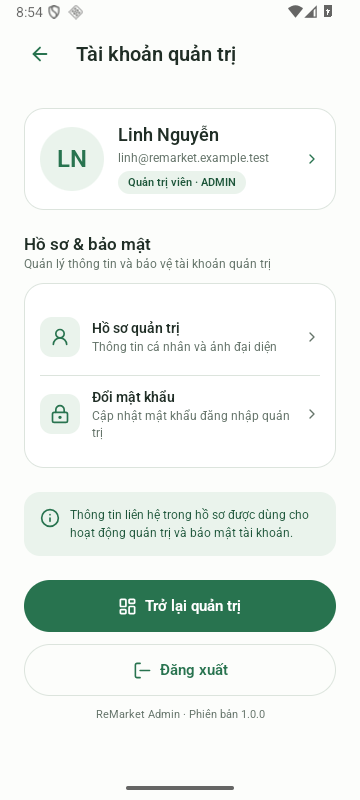 8:54
Tài khoản quản trị
LN
Linh Nguyễn
linh@remarket.example.test
Quản trị viên · ADMIN
Hồ sơ & bảo mật
Quản lý thông tin và bảo vệ tài khoản quản trị
Hồ sơ quản trị
Thông tin cá nhân và ảnh đại diện
Đổi mật khẩu
Cập nhật mật khẩu đăng nhập quản
trị
Thông tin liên hệ trong hồ sơ được dùng cho
hoạt động quản trị và bảo mật tài khoản.
Trở lại quản trị
Đăng xuất
ReMarket Admin · Phiên bản 1.0.0